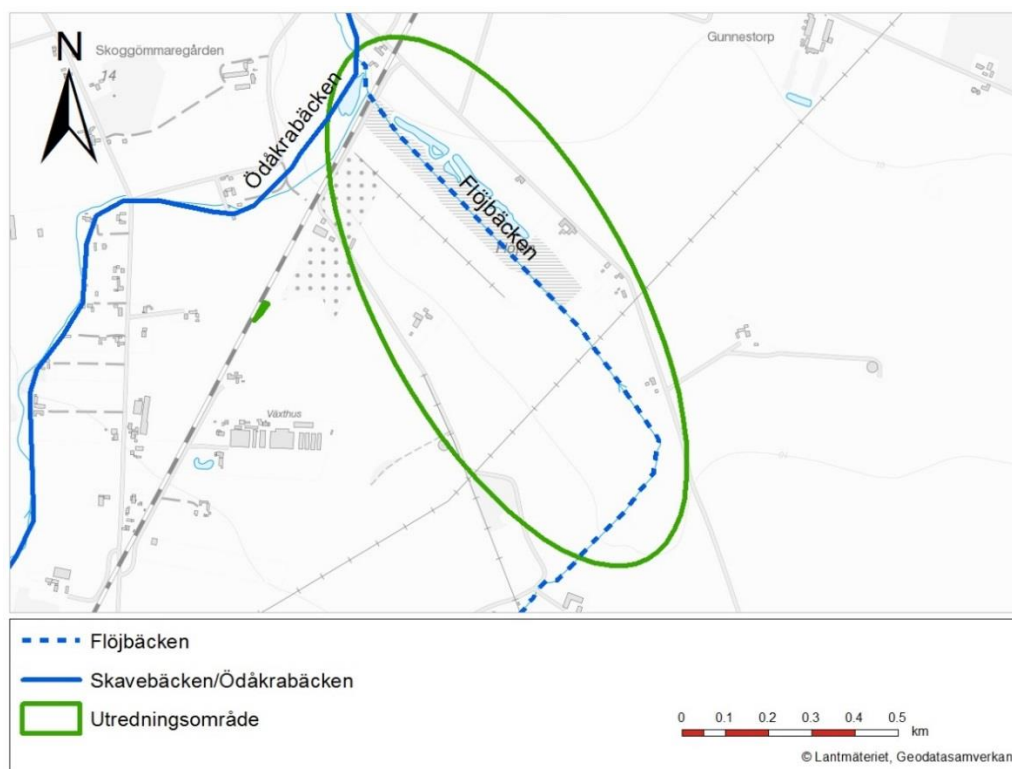 N
Skoggömmaregården
14
Gunnestorp
Ödåkrabäcken
Flöjbäcken
Växthus
Flöjbäcken
Skavebäcken/Ödåkrabäcken
Utredningsområde
0 0.1 0.2 0.3 0.4 0.5
km
© Lantmäteriet, Geodatasamverkan